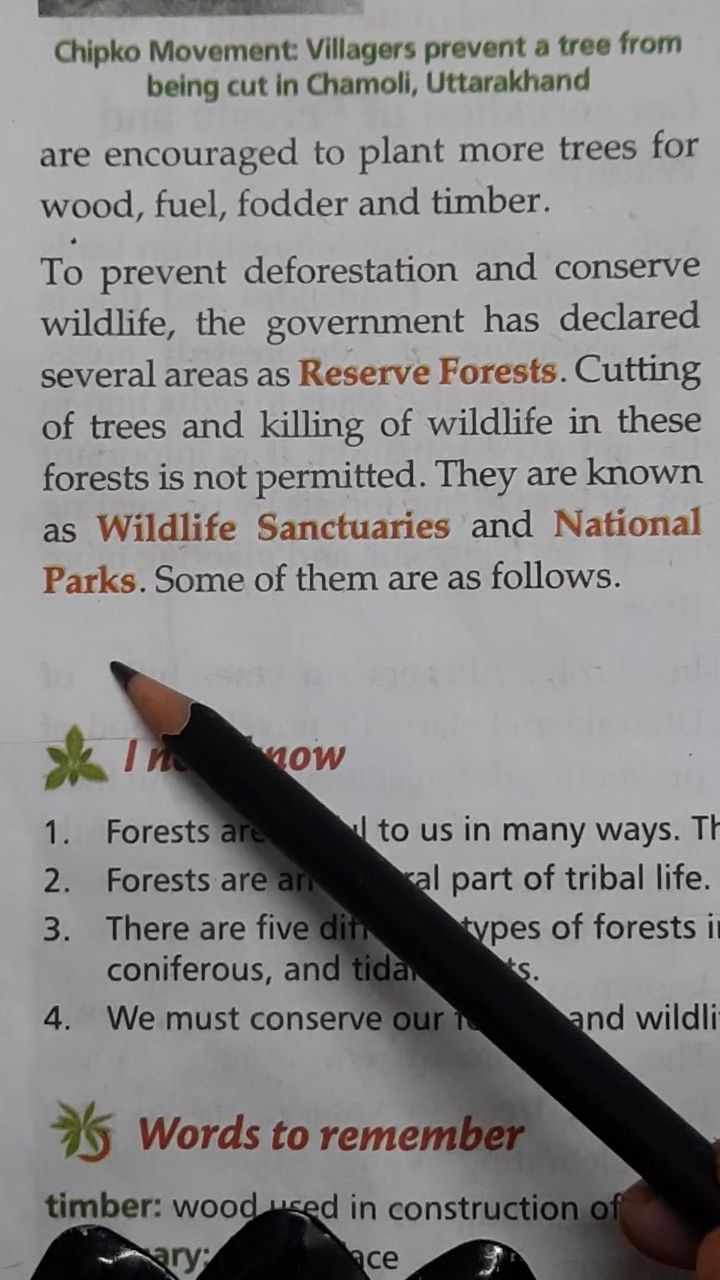 Chipko Movement: Villagers prevent a tree from
being cut in Chamoli, Uttarakhand
are encouraged to plant more trees for
wood, fuel, fodder and timber.
To prevent deforestation and conserve
wildlife, the government has declared
several areas as Reserve Forests. Cutting
of trees and killing of wildlife in these
forests is not permitted. They are known
as Wildlife Sanctuaries and National
Parks. Some of them are as follows.
I now
1. Forests are to us in many ways.
2. Forests are part of tribal life.
3. There are five types of forests
coniferous, and
4. We must conserve our and
Words to remember
timber: wood used in construction of